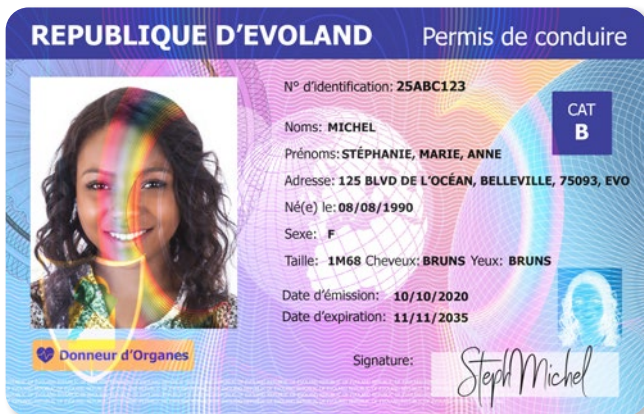 REPUBLIQUE D'EVOLAND Permis de conduire
N° d'identification: 25ABC123
CAT
B
Noms: MICHEL
Prénoms: STÉPHANIE, MARIE, ANNE
Adresse: 125 BLVD DE L'OCÉAN, BELLEVILLE, 75093, EVO
Né(e) le: 08/08/1990
Sexe: F
Taille: 1M68 Cheveux: BRUNS Yeux: BRUNS
Date d'émission: 10/10/2020
Date d'expiration: 11/11/2035
Donneur d'Organes
Signature: StephMichel